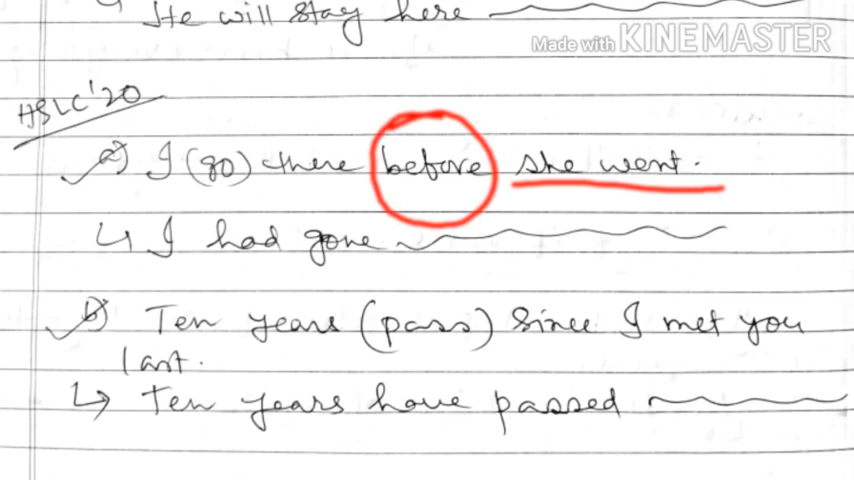 He will stay here
Made with KINEMASTER
HSLC'20
a) I (go) there before she went.
↳ I had gone
b) Ten years (pass) since I met you
last.
↳ Ten years have passed